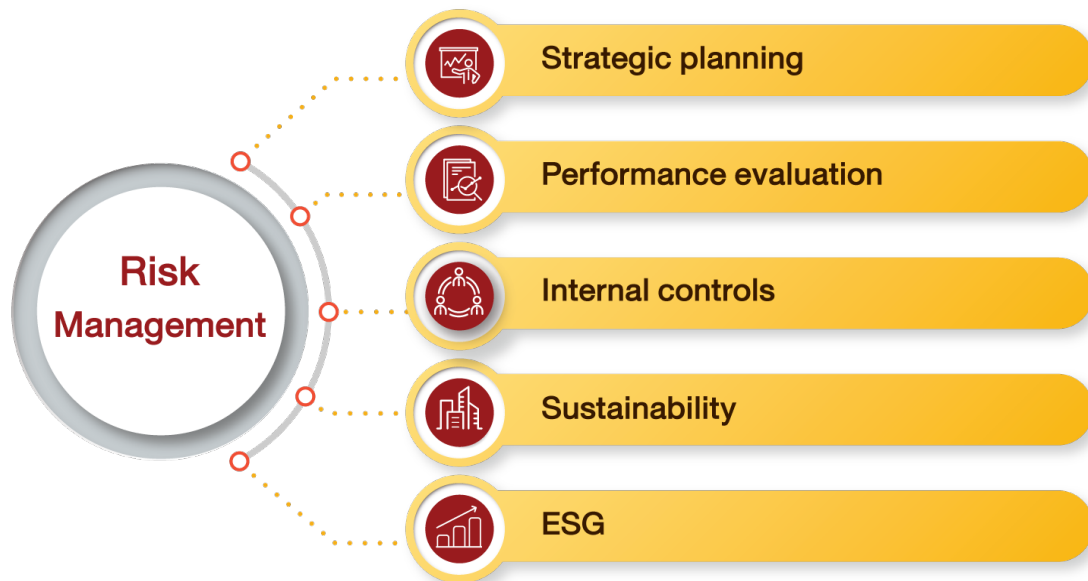 Risk
Management
Strategic planning
Performance evaluation
Internal controls
Sustainability
ESG